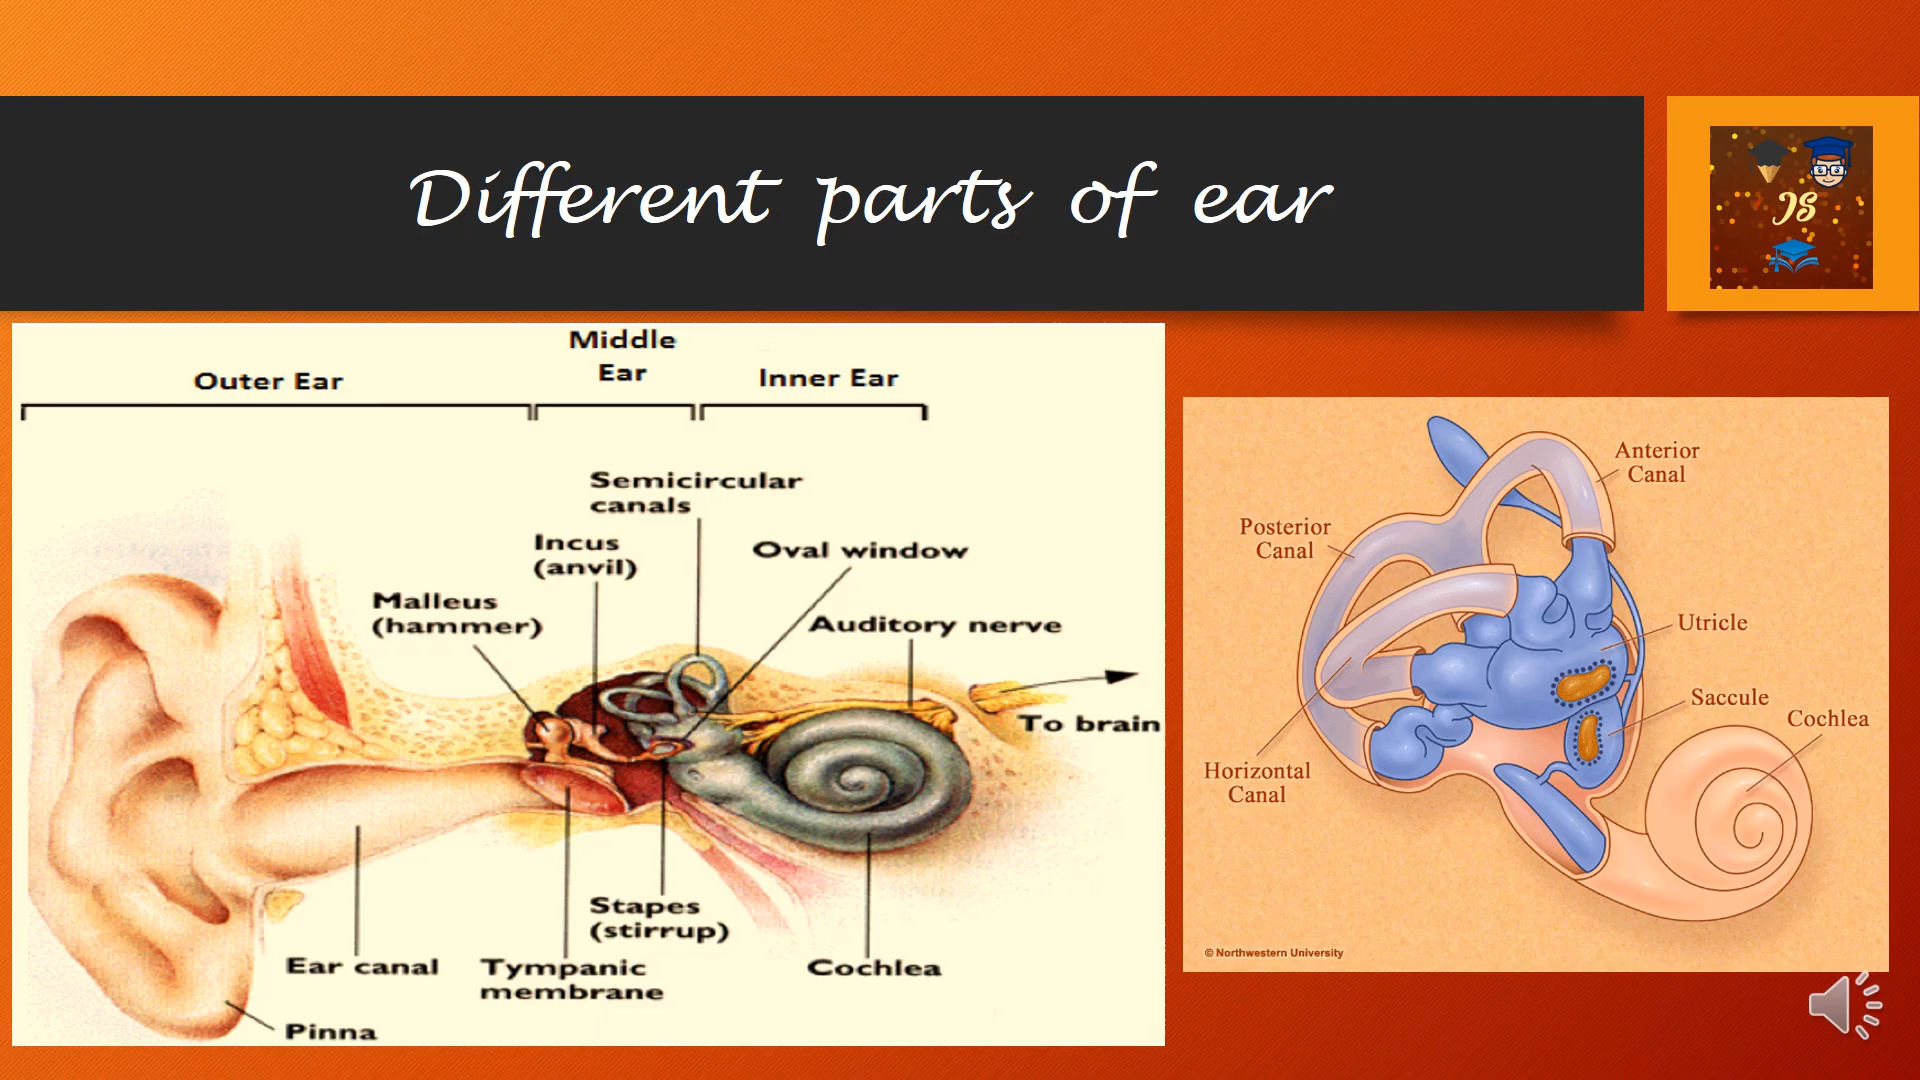 Different parts of ear
JS
Middle
Ear
Outer Ear
Inner Ear
Semicircular
canals
Incus
(anvil)
Oval window
Malleus
(hammer)
Auditory nerve
To brain
Stapes
(stirrup)
Ear canal
Tympanic
membrane
Cochlea
Pinna
Anterior
Canal
Posterior
Canal
Utricle
Saccule
Cochlea
Horizontal
Canal
© Northwestern University